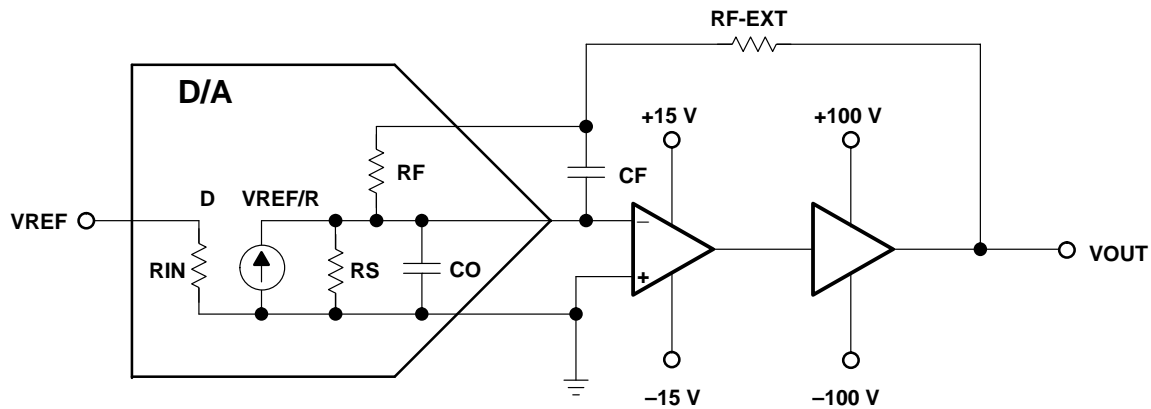 RF-EXT
D/A
+15 V
+100 V
RF
CF
D
VREF/R
VREF
–
RIN
RS
CO
+
VOUT
–15 V
–100 V